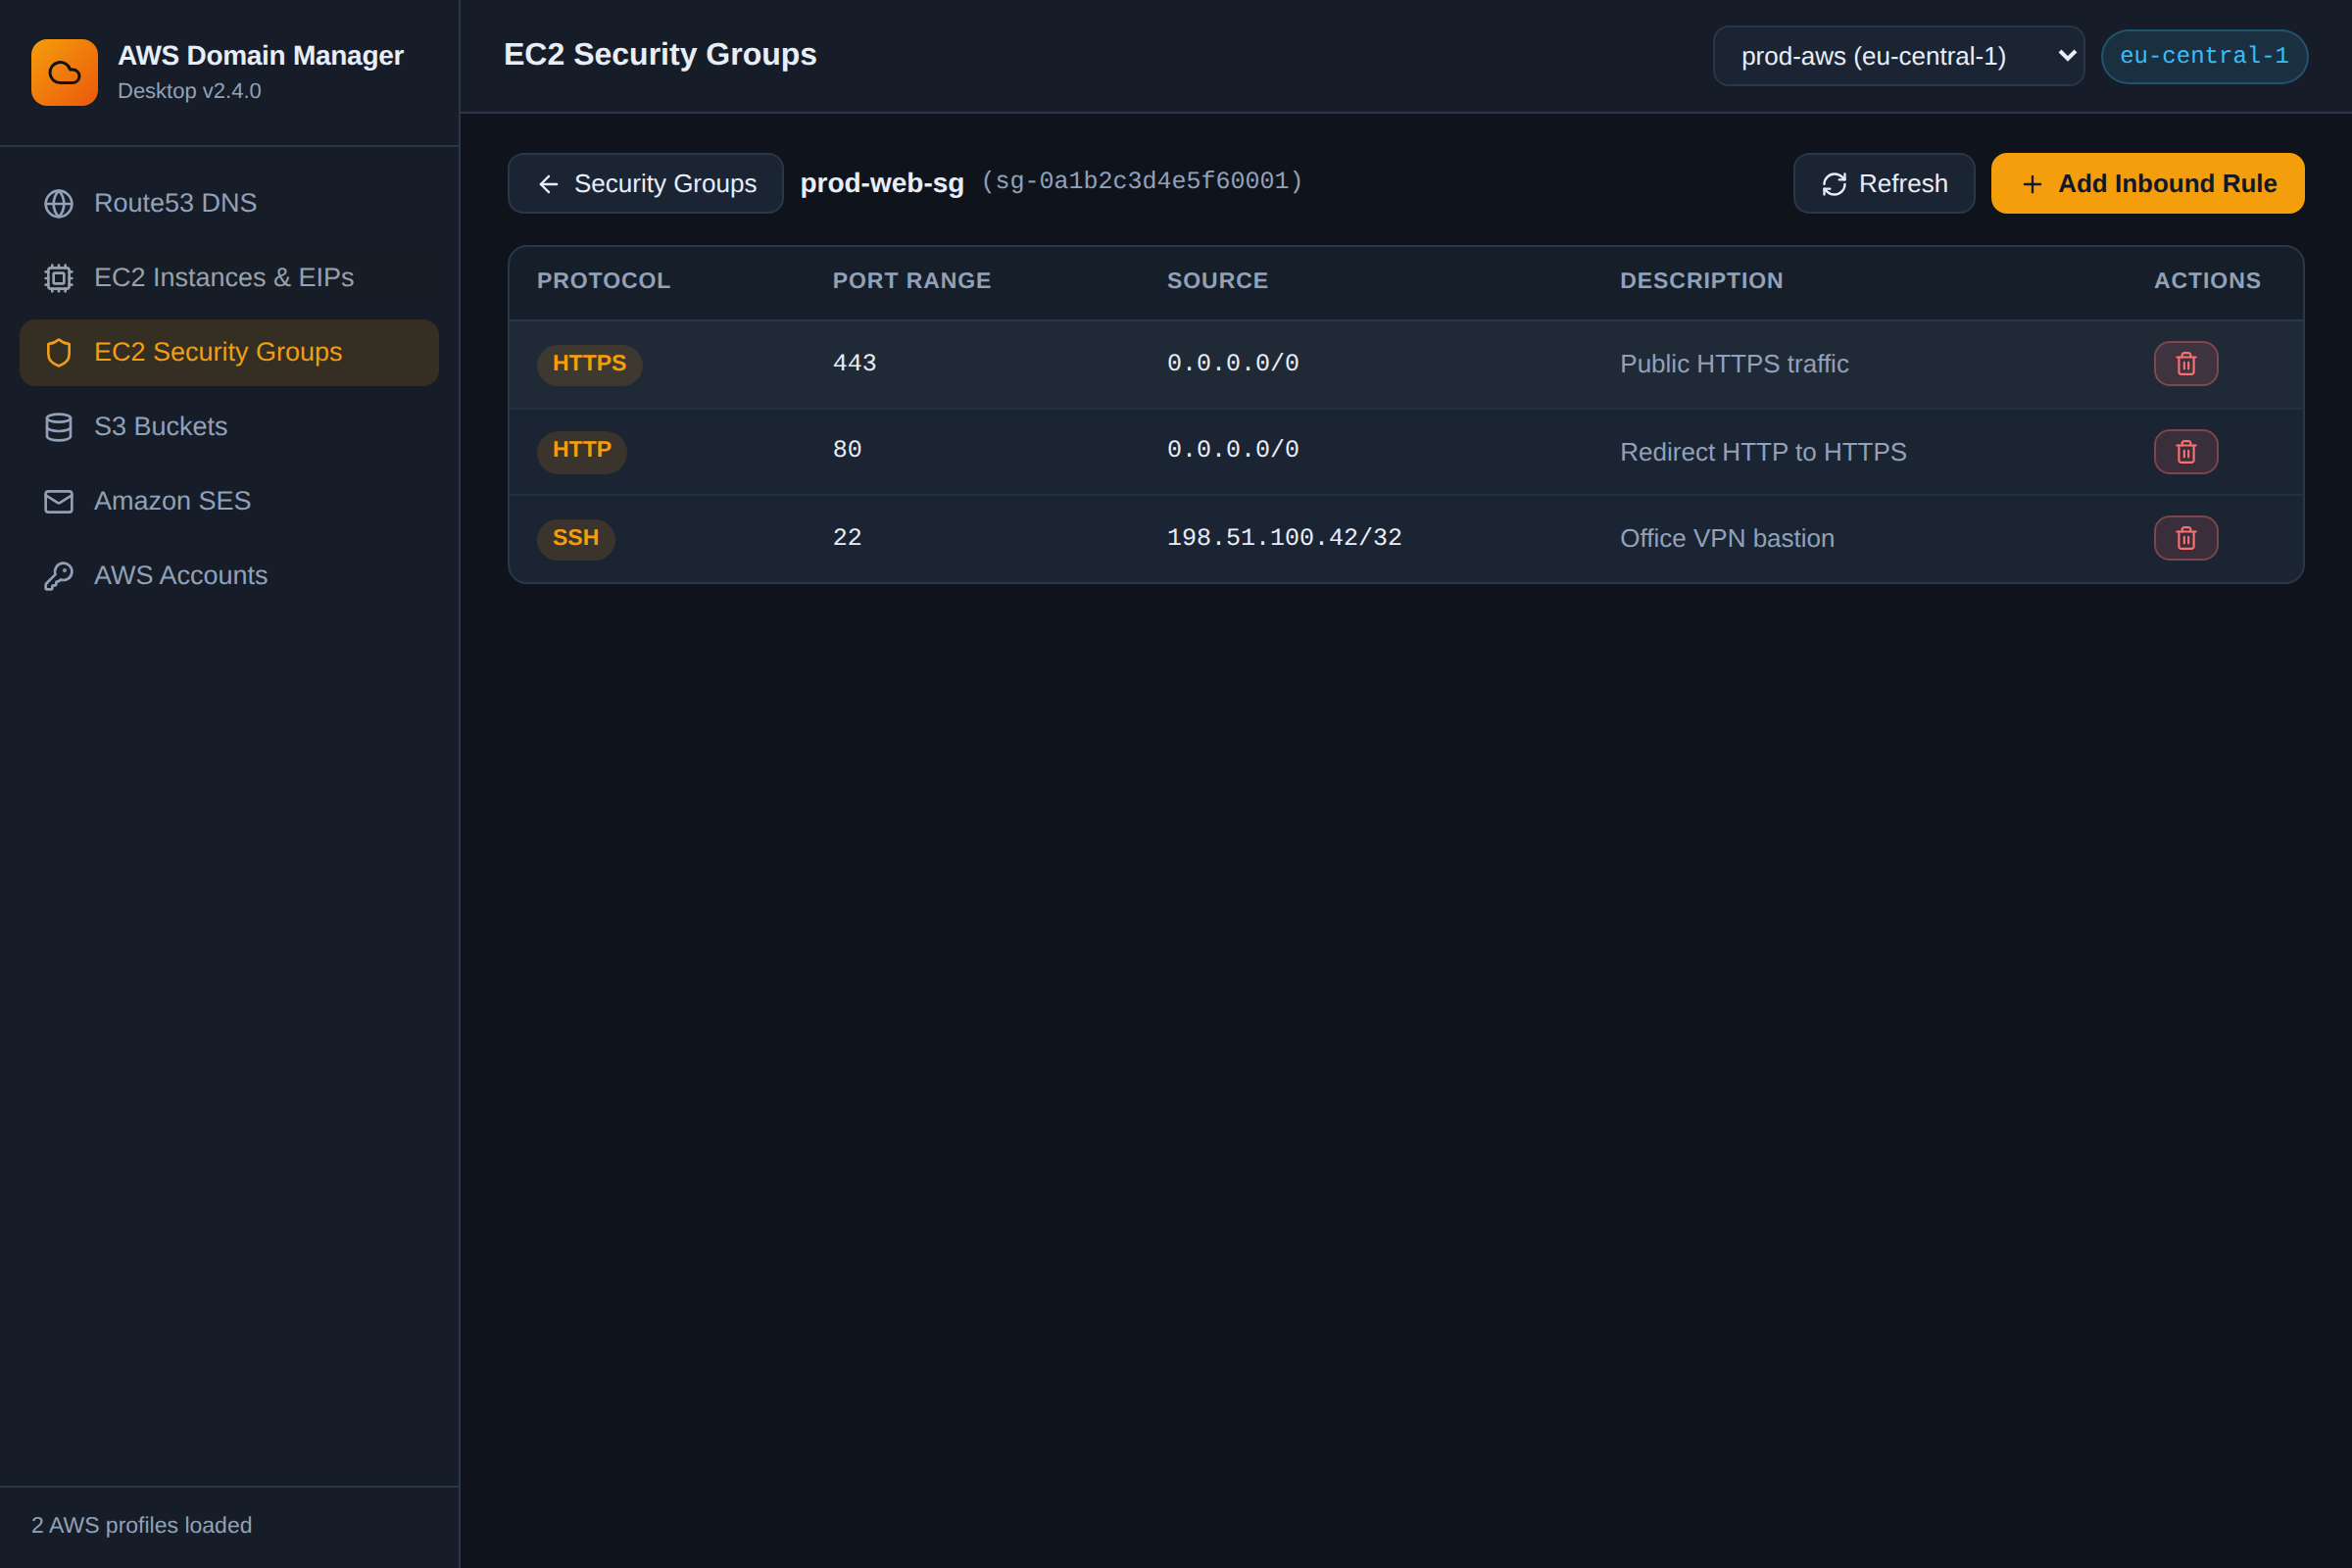 AWS Domain Manager
Desktop v2.4.0
Route53 DNS
EC2 Instances & EIPs
EC2 Security Groups
S3 Buckets
Amazon SES
AWS Accounts
2 AWS profiles loaded
EC2 Security Groups
prod-aws (eu-central-1)
eu-central-1
Security Groups
prod-web-sg (sg-0a1b2c3d4e5f60001)
Refresh
Add Inbound Rule
PROTOCOL PORT RANGE SOURCE DESCRIPTION ACTIONS
HTTPS 443 0.0.0.0/0 Public HTTPS traffic
HTTP 80 0.0.0.0/0 Redirect HTTP to HTTPS
SSH 22 198.51.100.42/32 Office VPN bastion